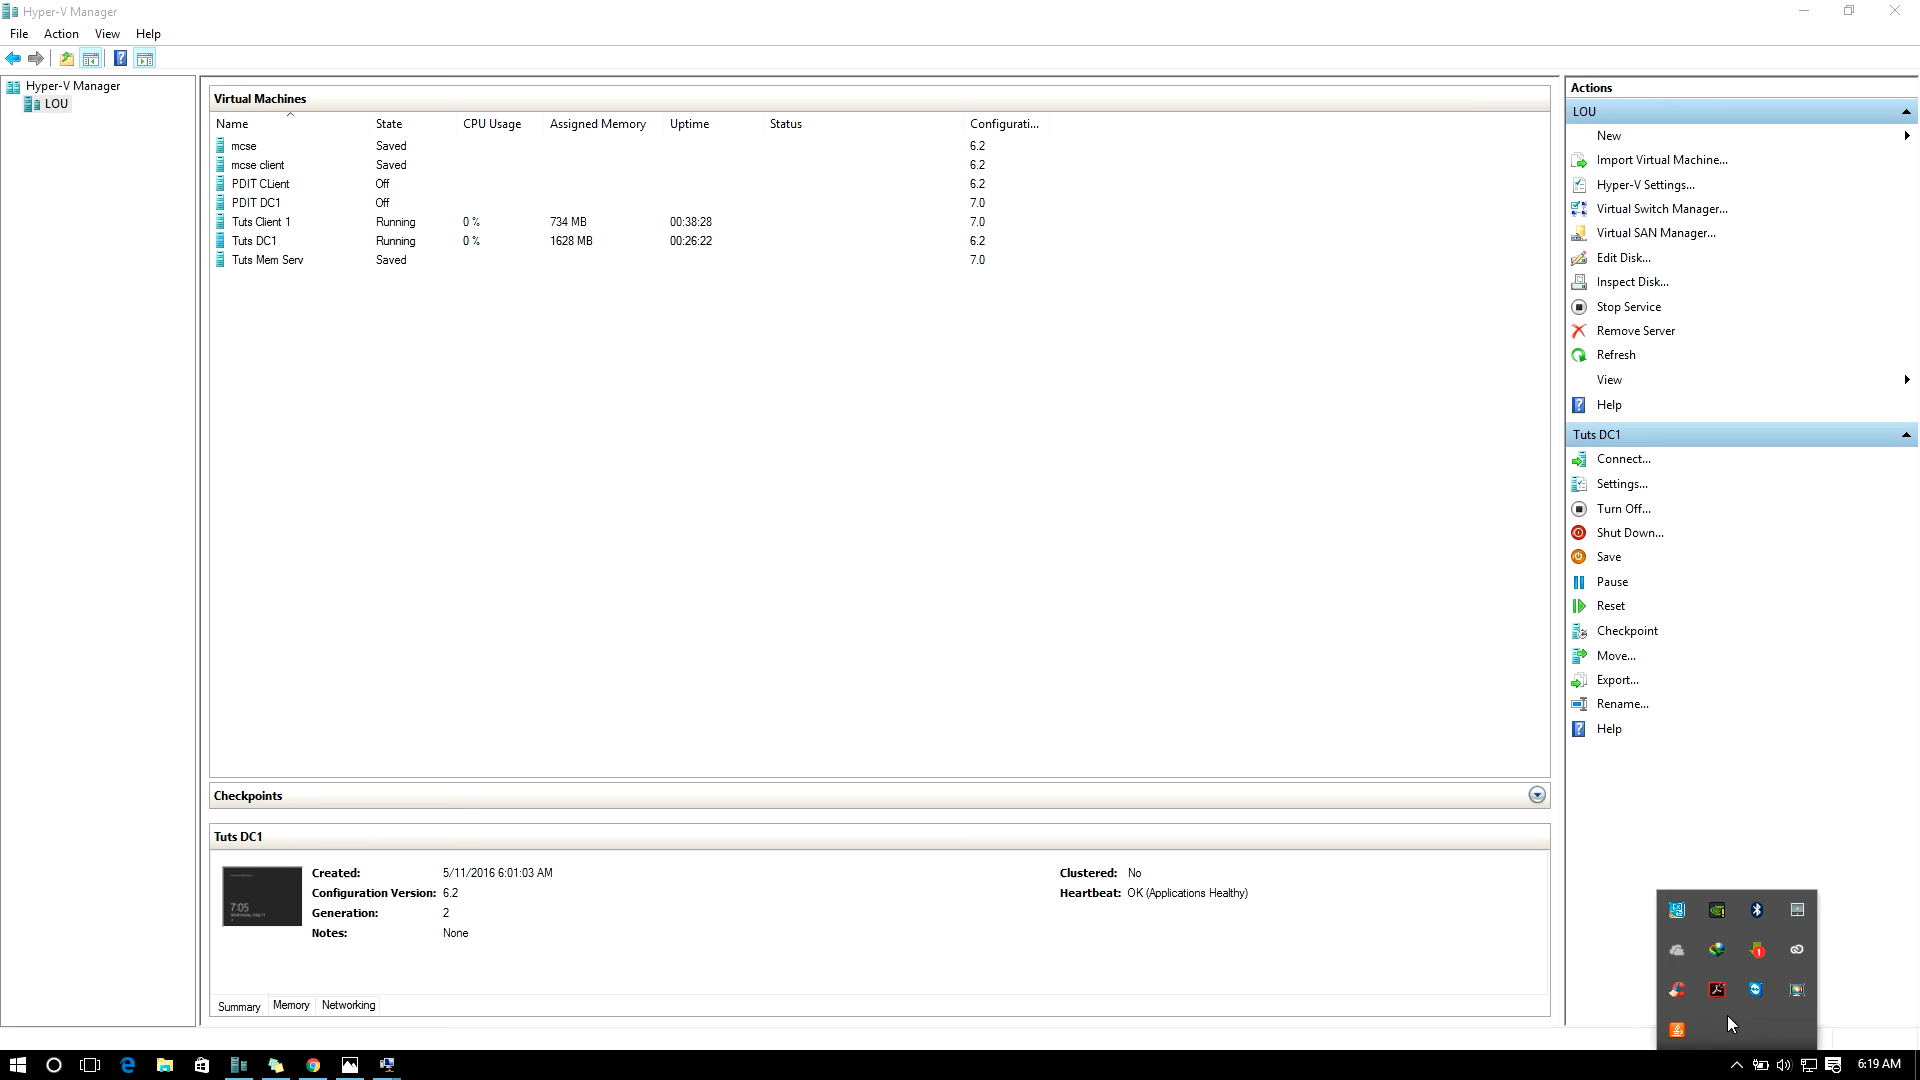 Hyper-V Manager
File Action View Help
Hyper-V Manager
LOU
Virtual Machines
Name State CPU Usage Assigned Memory Uptime Status Configurati...
mcse Saved 6.2
mcse client Saved 6.2
PDIT CLient Off 6.2
PDIT DC1 Off 7.0
Tuts Client 1 Running 0 % 734 MB 00:38:28 7.0
Tuts DC1 Running 0 % 1628 MB 00:26:22 6.2
Tuts Mem Serv Saved 7.0
Checkpoints
Tuts DC1
7:05
Created: 5/11/2016 6:01:03 AM
Configuration Version: 6.2
Generation: 2
Notes: None
Clustered: No
Heartbeat: OK (Applications Healthy)
Summary Memory Networking
Actions
LOU
New
Import Virtual Machine...
Hyper-V Settings...
Virtual Switch Manager...
Virtual SAN Manager...
Edit Disk...
Inspect Disk...
Stop Service
Remove Server
Refresh
View
Help
Tuts DC1
Connect...
Settings...
Turn Off...
Shut Down...
Save
Pause
Reset
Checkpoint
Move...
Export...
Rename...
Help
1
6:19 AM